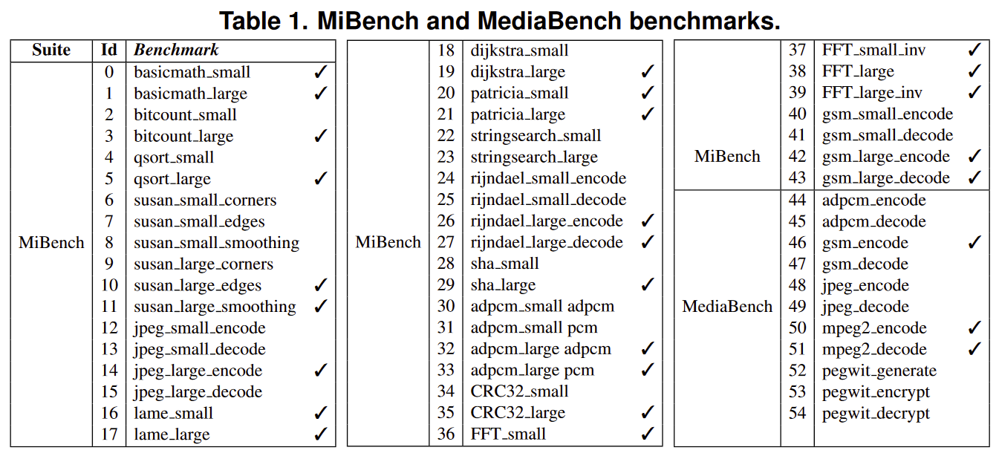 Table 1. MiBench and MediaBench benchmarks.
Suite Id Benchmark
0 basicmath_small ✓
1 basicmath_large ✓
2 bitcount_small
3 bitcount_large ✓
4 qsort_small
5 qsort_large ✓
6 susan_small_corners
7 susan_small_edges
MiBench 8 susan_small_smoothing
9 susan_large_corners
10 susan_large_edges ✓
11 susan_large_smoothing ✓
12 jpeg_small_encode
13 jpeg_small_decode
14 jpeg_large_encode ✓
15 jpeg_large_decode
16 lame_small ✓
17 lame_large ✓
18 dijkstra_small
19 dijkstra_large ✓
20 patricia_small ✓
21 patricia_large ✓
22 stringsearch_small
23 stringsearch_large
24 rijndael_small_encode
25 rijndael_small_decode
26 rijndael_large_encode ✓
MiBench 27 rijndael_large_decode ✓
28 sha_small
29 sha_large ✓
30 adpcm_small adpcm
31 adpcm_small pcm
32 adpcm_large adpcm ✓
33 adpcm_large pcm ✓
34 CRC32_small
35 CRC32_large ✓
36 FFT_small ✓
37 FFT_small_inv ✓
38 FFT_large ✓
39 FFT_large_inv ✓
40 gsm_small_encode
41 gsm_small_decode
MiBench 42 gsm_large_encode ✓
43 gsm_large_decode ✓
44 adpcm_encode
45 adpcm_decode
46 gsm_encode ✓
47 gsm_decode
48 jpeg_encode
MediaBench 49 jpeg_decode
50 mpeg2_encode ✓
51 mpeg2_decode ✓
52 pegwit_generate
53 pegwit_encrypt
54 pegwit_decrypt